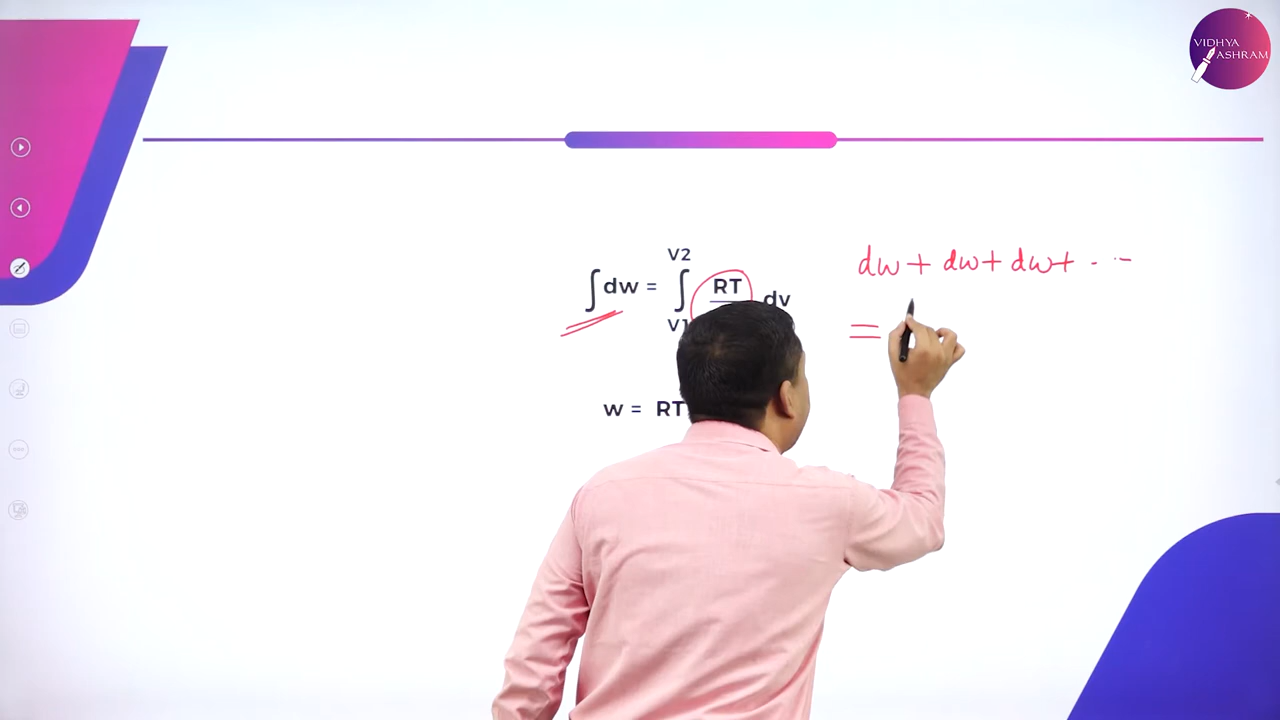 VIDHYA
ASHRAM
dw + dw + dw + . . –
V2
∫dw = ∫ RT dv
V1
=
w = RT